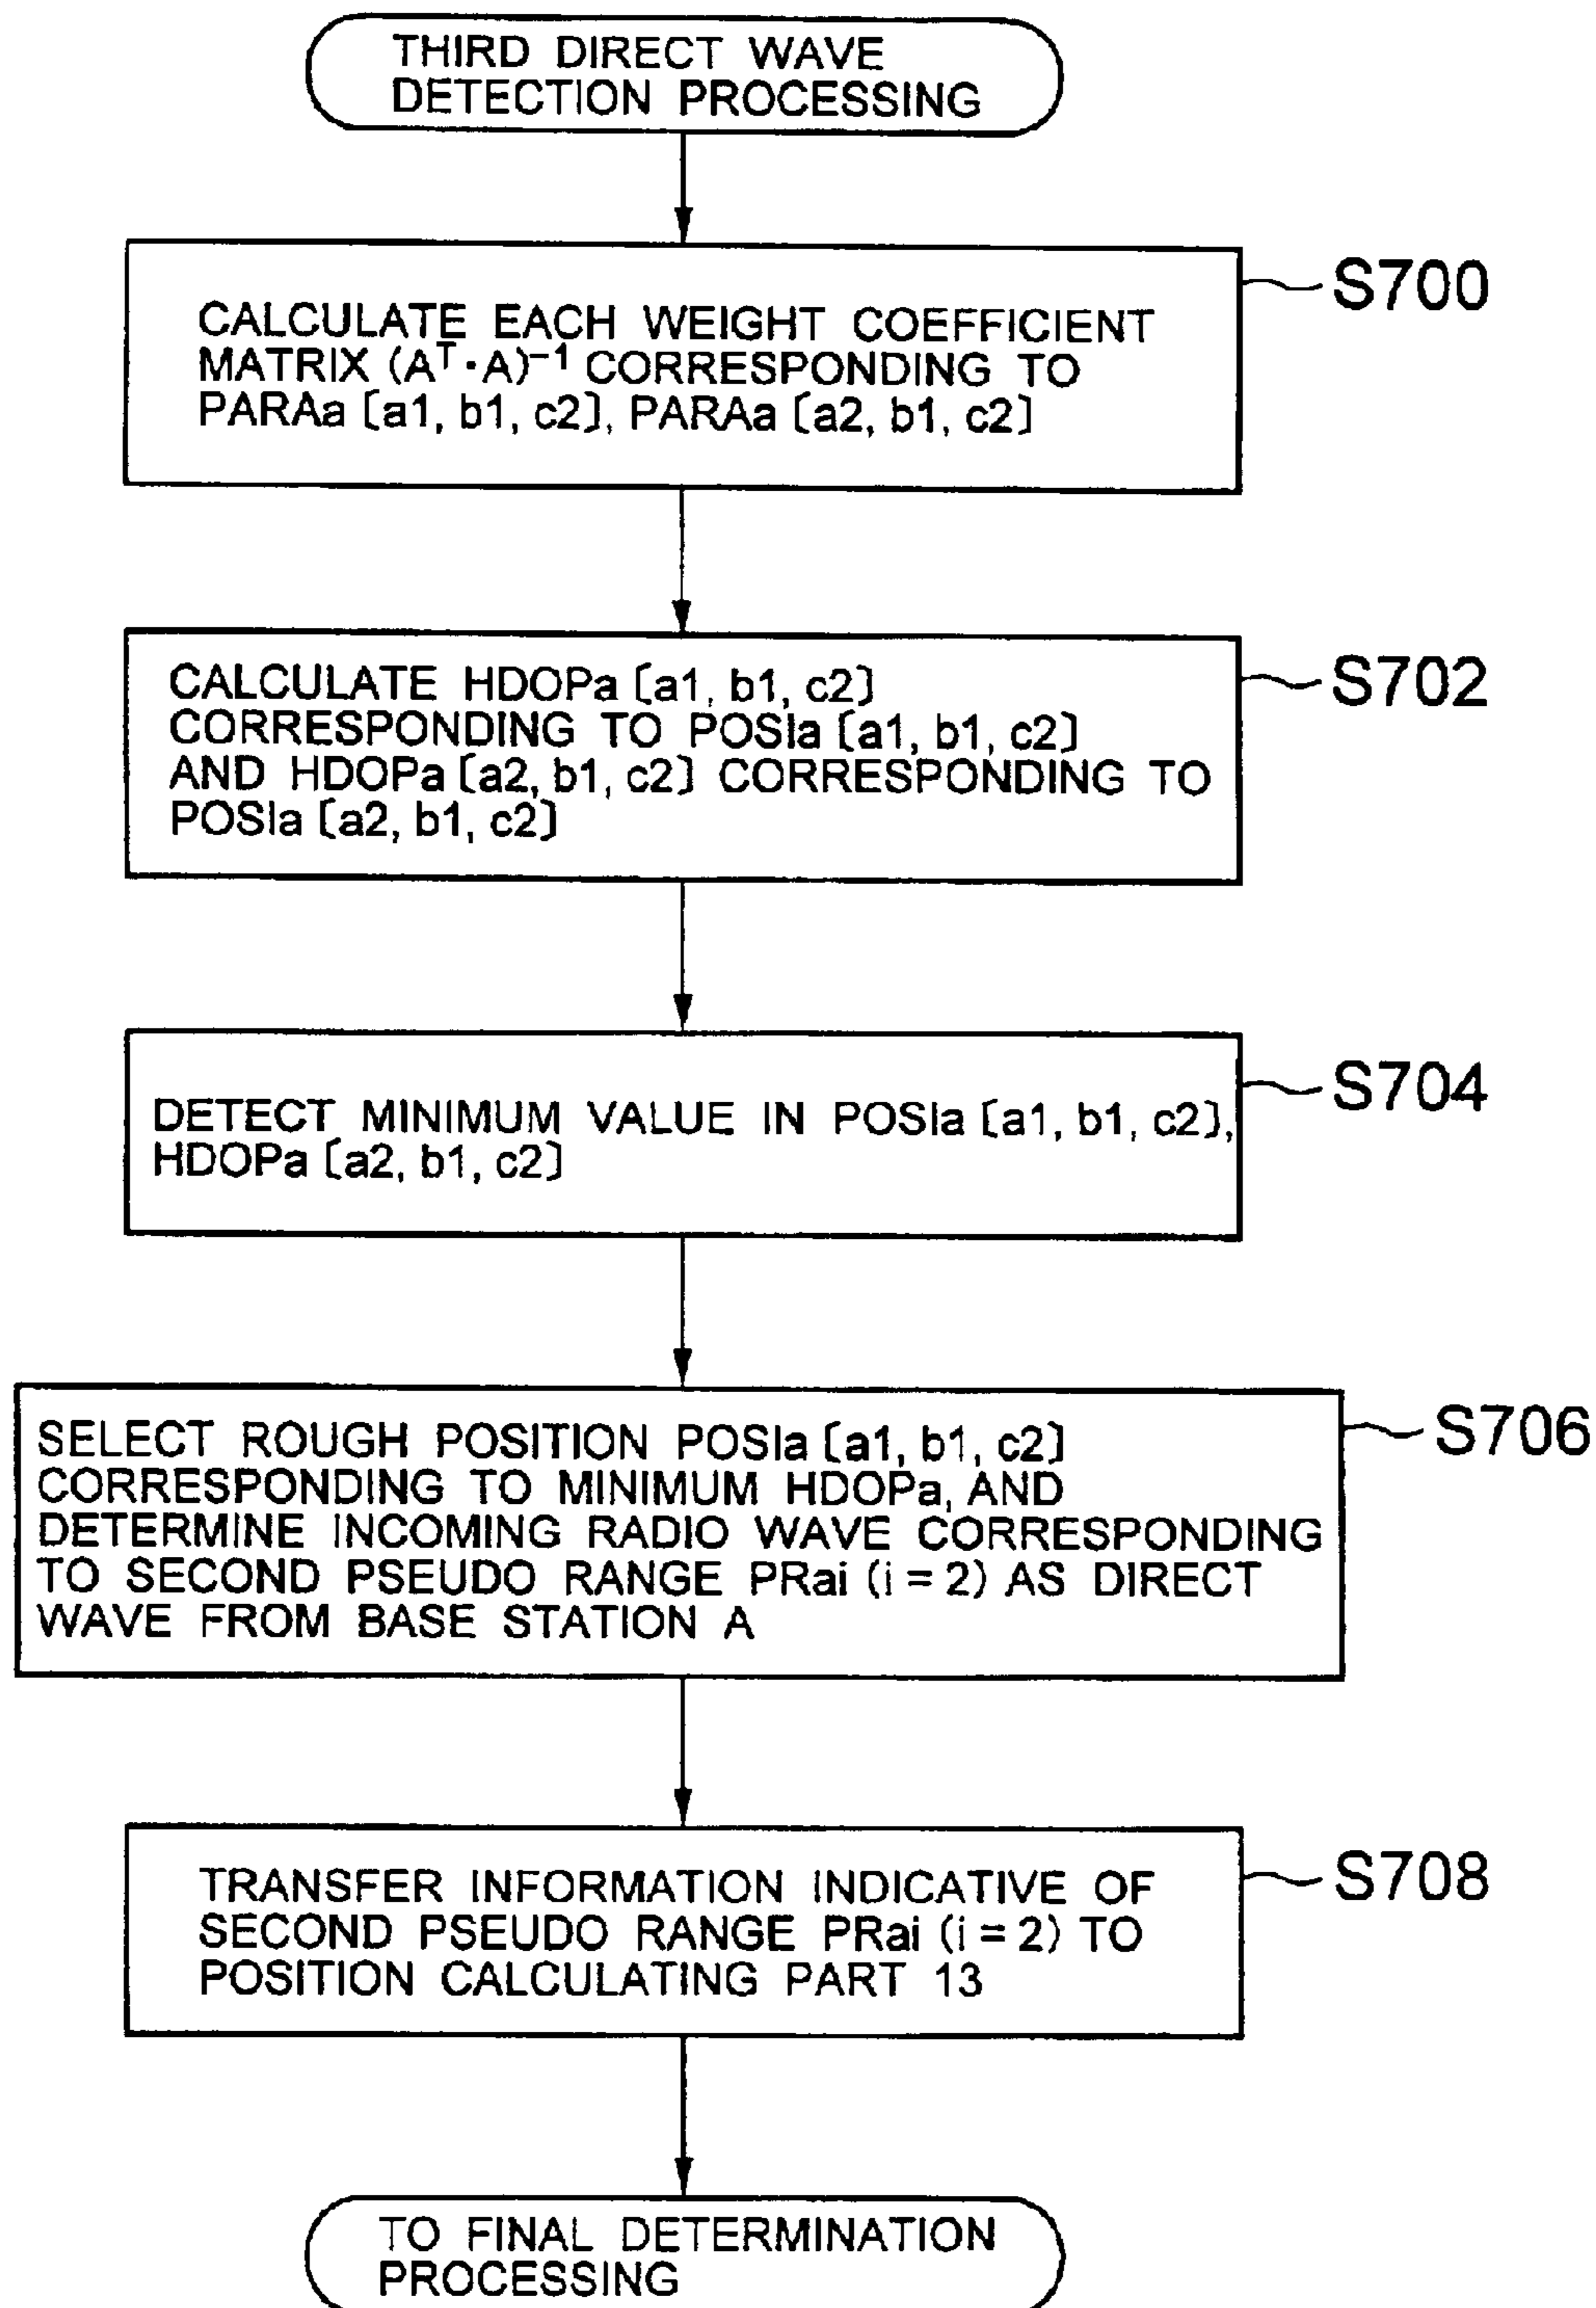 THIRD DIRECT WAVE
DETECTION PROCESSING
CALCULATE EACH WEIGHT COEFFICIENT
MATRIX (Aᵀ·A)⁻¹ CORRESPONDING TO
PARAa〔a1, b1, c2〕, PARAa〔a2, b1, c2〕
S700
CALCULATE HDOPa〔a1, b1, c2〕
CORRESPONDING TO POSIa〔a1, b1, c2〕
AND HDOPa〔a2, b1, c2〕CORRESPONDING TO
POSIa〔a2, b1, c2〕
S702
DETECT MINIMUM VALUE IN POSIa〔a1, b1, c2〕,
HDOPa〔a2, b1, c2〕
S704
SELECT ROUGH POSITION POSIa〔a1, b1, c2〕
CORRESPONDING TO MINIMUM HDOPa, AND
DETERMINE INCOMING RADIO WAVE CORRESPONDING
TO SECOND PSEUDO RANGE PRai (i = 2) AS DIRECT
WAVE FROM BASE STATION A
S706
TRANSFER INFORMATION INDICATIVE OF
SECOND PSEUDO RANGE PRai (i = 2) TO
POSITION CALCULATING PART 13
S708
TO FINAL DETERMINATION
PROCESSING